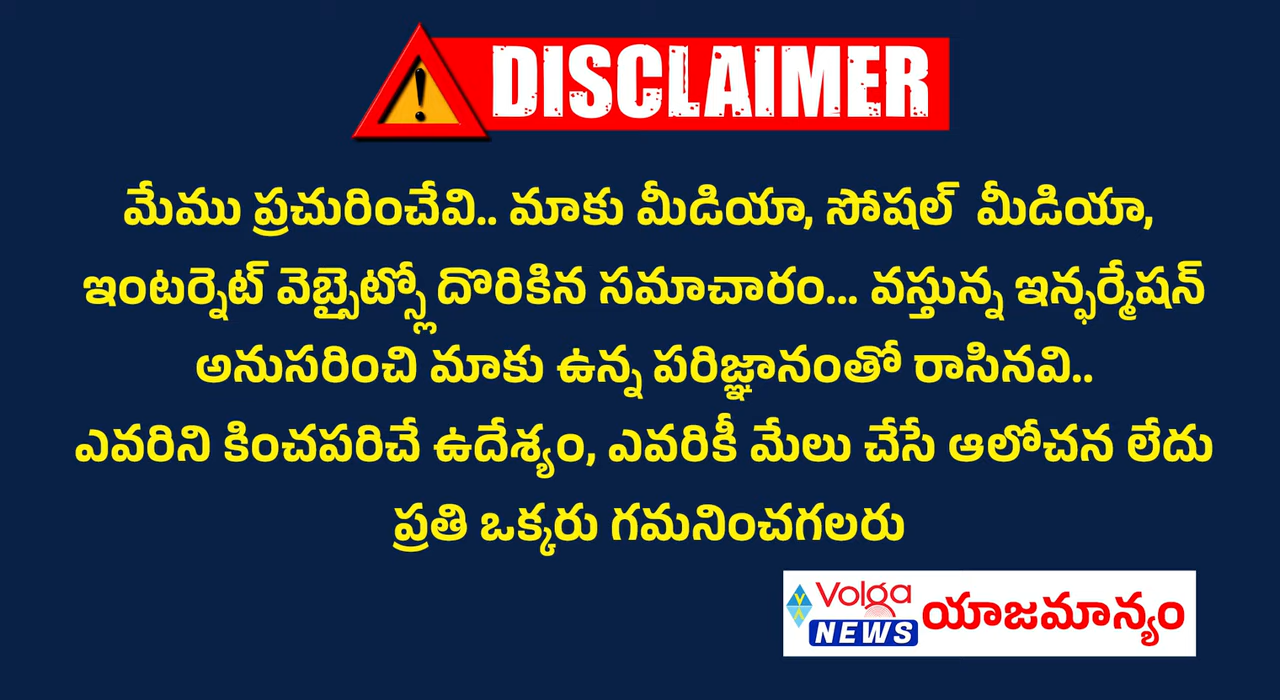 DISCLAIMER
మేము ప్రచురించేవి.. మాకు మీడియా, సోషల్ మీడియా,
ఇంటర్నెట్ వెబ్సైట్స్లో దొరికిన సమాచారం... వస్తున్న ఇన్ఫర్మేషన్
అనుసరించి మాకు ఉన్న పరిజ్ఞానంతో రాసినవి..
ఎవరిని కించపరిచే ఉదేశ్యం, ఎవరికీ మేలు చేసే ఆలోచన లేదు
ప్రతి ఒక్కరు గమనించగలరు
Volga
NEWS యాజమాన్యం